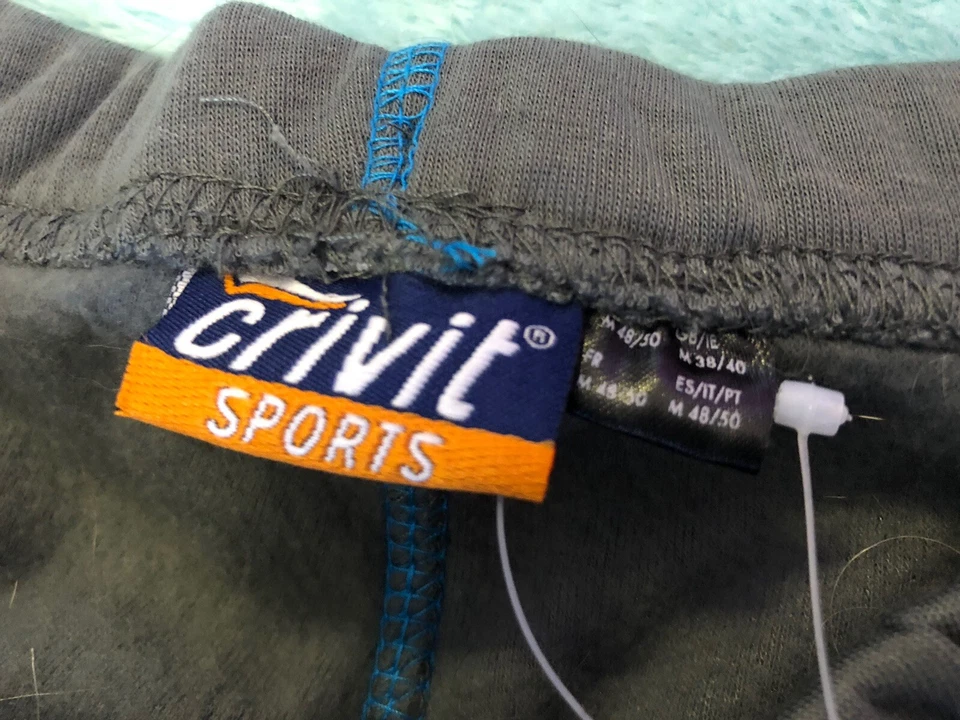 crivit®
SPORTS
M 48/50
GB/IE
M 38/40
FR
M 48/50
ES/IT/PT
M 48/50